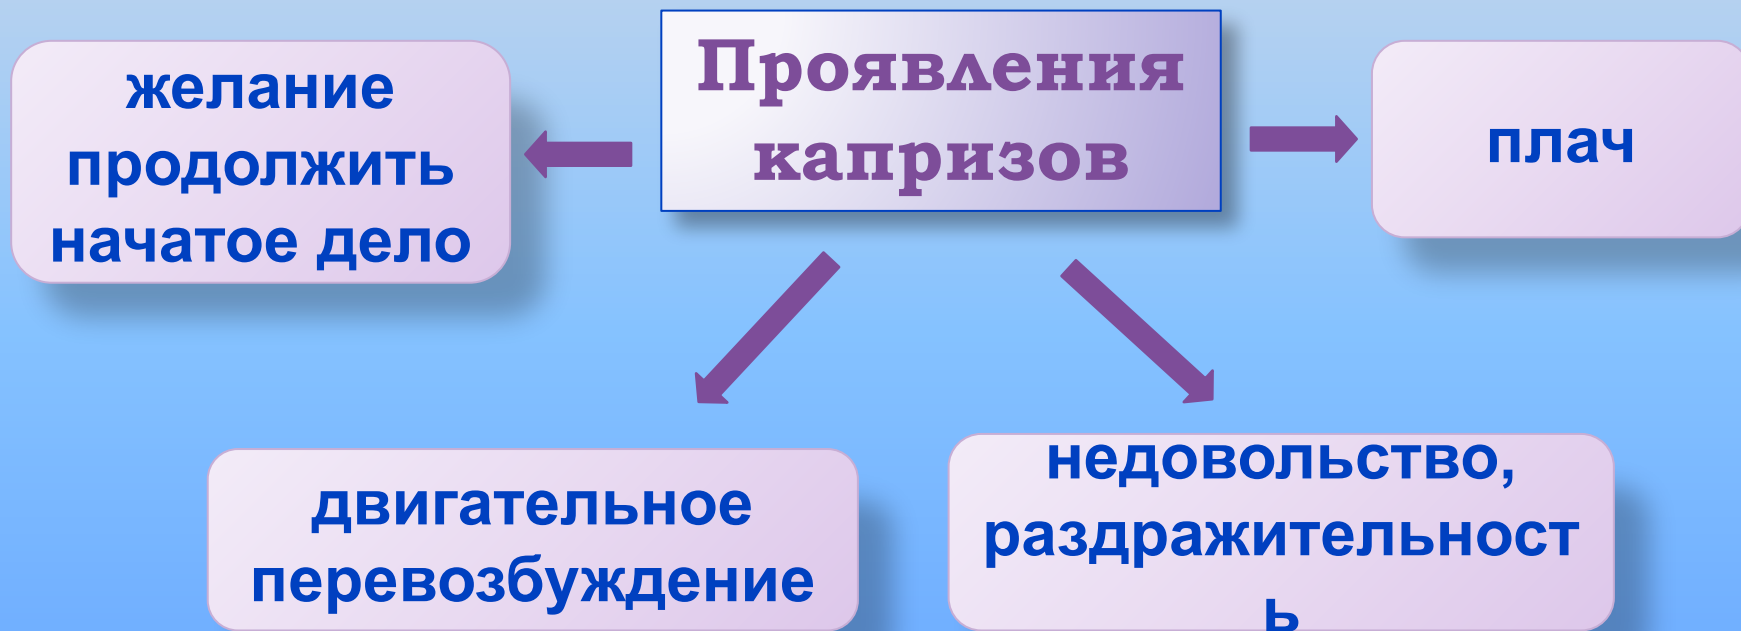 Проявления
капризов
желание
продолжить
начатое дело
плач
двигательное
перевозбуждение
недовольство,
раздражительност
ь